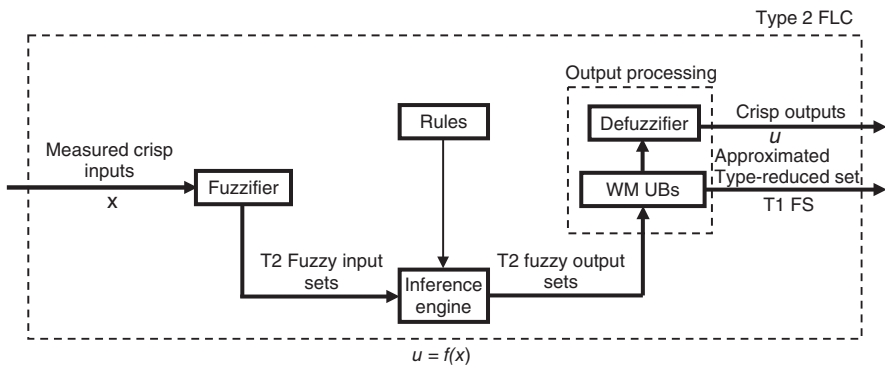 Type 2 FLC
Output processing
Rules
Defuzzifier
Crisp outputs
u
Measured crisp
inputs
x
Fuzzifier
WM UBs
Approximated
Type-reduced set
T1 FS
T2 Fuzzy input
sets
Inference
engine
T2 fuzzy output
sets
u = f(x)